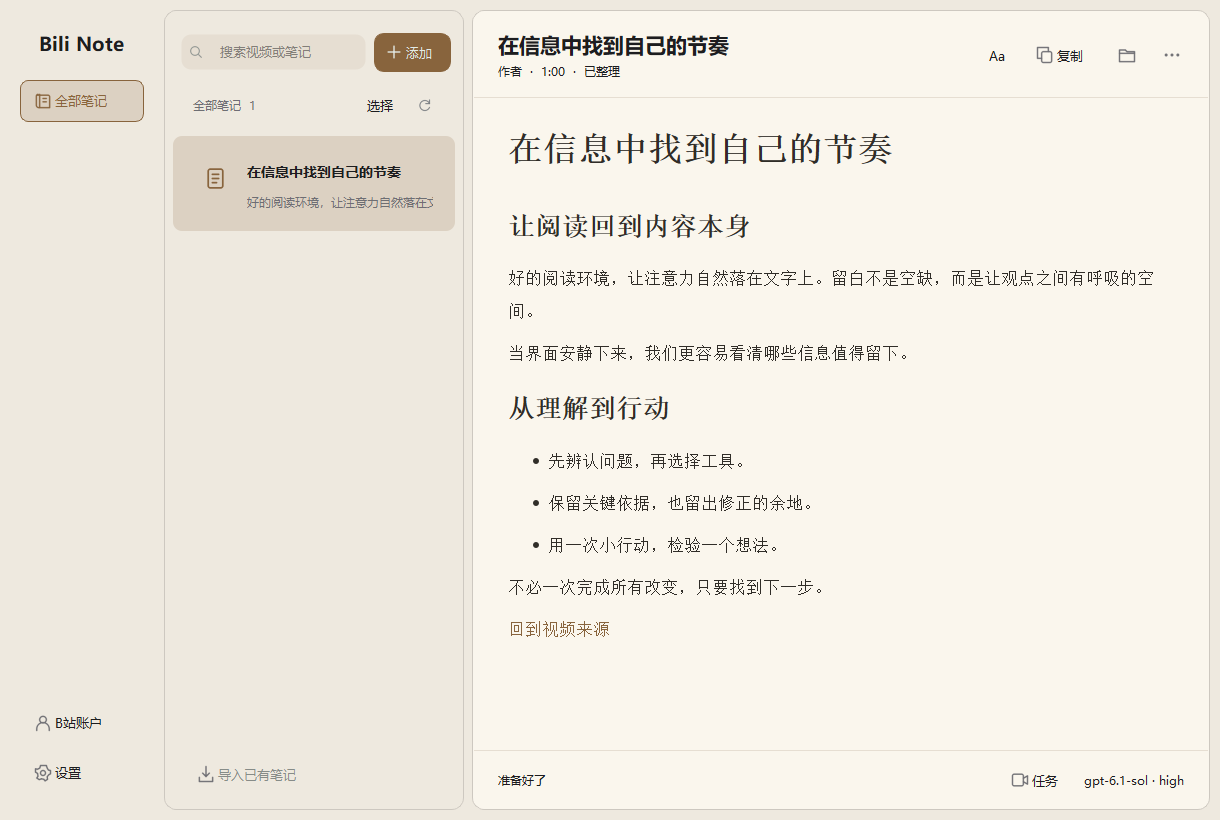 Bili Note
全部笔记
B站账户
设置
搜索视频或笔记
添加
全部笔记 1
选择
在信息中找到自己的节奏
好的阅读环境，让注意力自然落在文
导入已有笔记
在信息中找到自己的节奏
作者 · 1:00 · 已整理
Aa
复制
在信息中找到自己的节奏
让阅读回到内容本身
好的阅读环境，让注意力自然落在文字上。留白不是空缺，而是让观点之间有呼吸的空
间。
当界面安静下来，我们更容易看清哪些信息值得留下。
从理解到行动
先辨认问题，再选择工具。
保留关键依据，也留出修正的余地。
用一次小行动，检验一个想法。
不必一次完成所有改变，只要找到下一步。
回到视频来源
准备好了
任务
gpt-6.1-sol · high